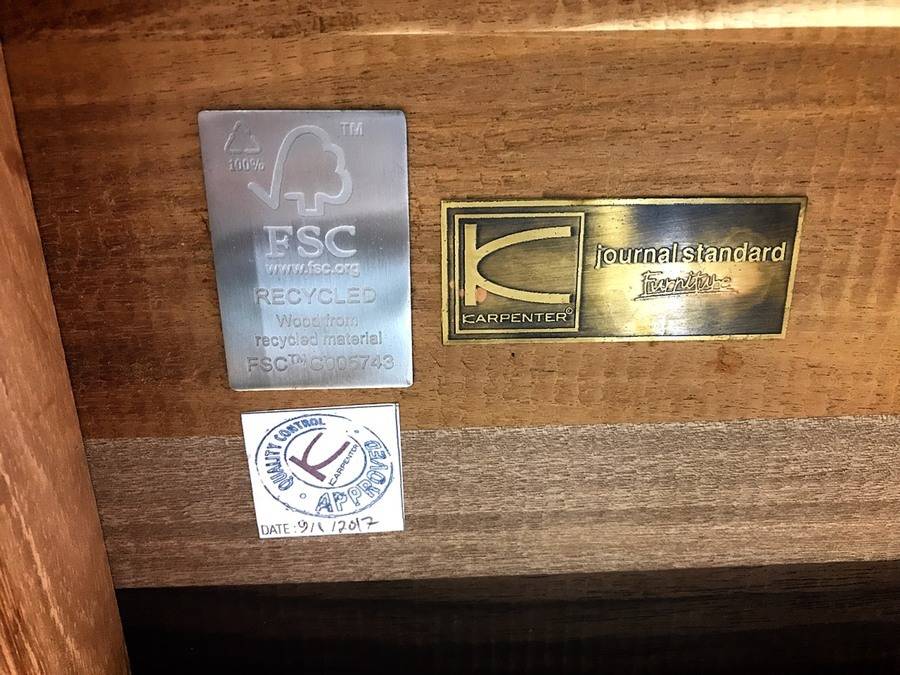 TM
100%
FSC
www.fsc.org
RECYCLED
Wood from
recycled material
FSC™ C005743
K
KARPENTER©
journal standard
Furniture
QUALITY CONTROL
K
KARPENTER
APPROVED
DATE: 9/1/2017